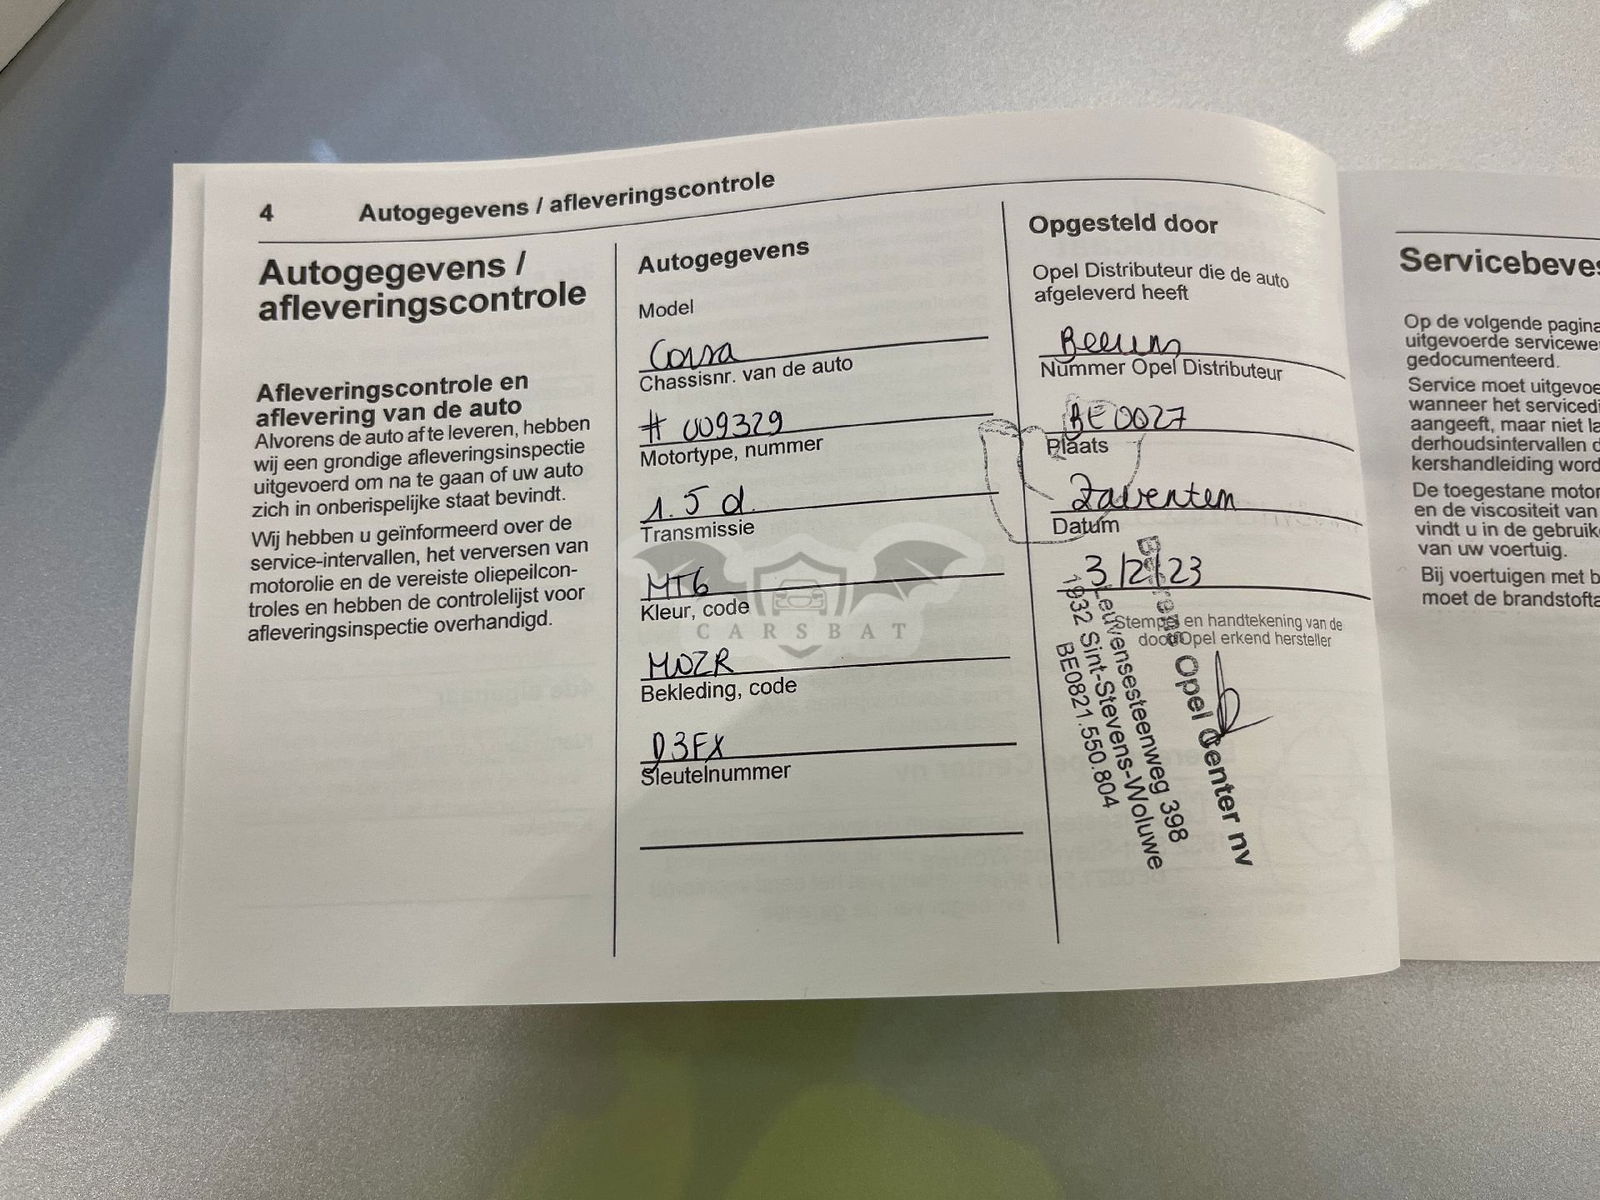 4 Autogegevens / afleveringscontrole
Autogegevens /
afleveringscontrole
Afleveringscontrole en
aflevering van de auto
Alvorens de auto af te leveren, hebben
wij een grondige afleveringsinspectie
uitgevoerd om na te gaan of uw auto
zich in onberispelijke staat bevindt.
Wij hebben u geïnformeerd over de
service-intervallen, het verversen van
motorolie en de vereiste oliepeilcon-
troles en hebben de controlelijst voor
afleveringsinspectie overhandigd.
Autogegevens
Model
Corsa
Chassisnr. van de auto
# 009329
Motortype, nummer
1.5 d.
Transmissie
MT6
Kleur, code
M0ZR
Bekleding, code
D3FX
Sleutelnummer
CARSBAT
Opgesteld door
Opel Distributeur die de auto
afgeleverd heeft
Nummer Opel Distributeur
BE0027
Plaats
Zaventem
Datum
3/2/23
Stempel en handtekening van de
door Opel erkend hersteller
Beerens Opel Center nv
Leuvensesteenweg 398
1932 Sint-Stevens-Woluwe
BE0821.550.804
Servicebeves
Op de volgende pagina
uitgevoerde servicewe
gedocumenteerd.
Service moet uitgevoe
wanneer het servicedi
aangeeft, maar niet la
derhoudsintervallen d
kershandleiding word
De toegestane motor
en de viscositeit van
vindt u in de gebruike
van uw voertuig.
Bij voertuigen met b
moet de brandstofta